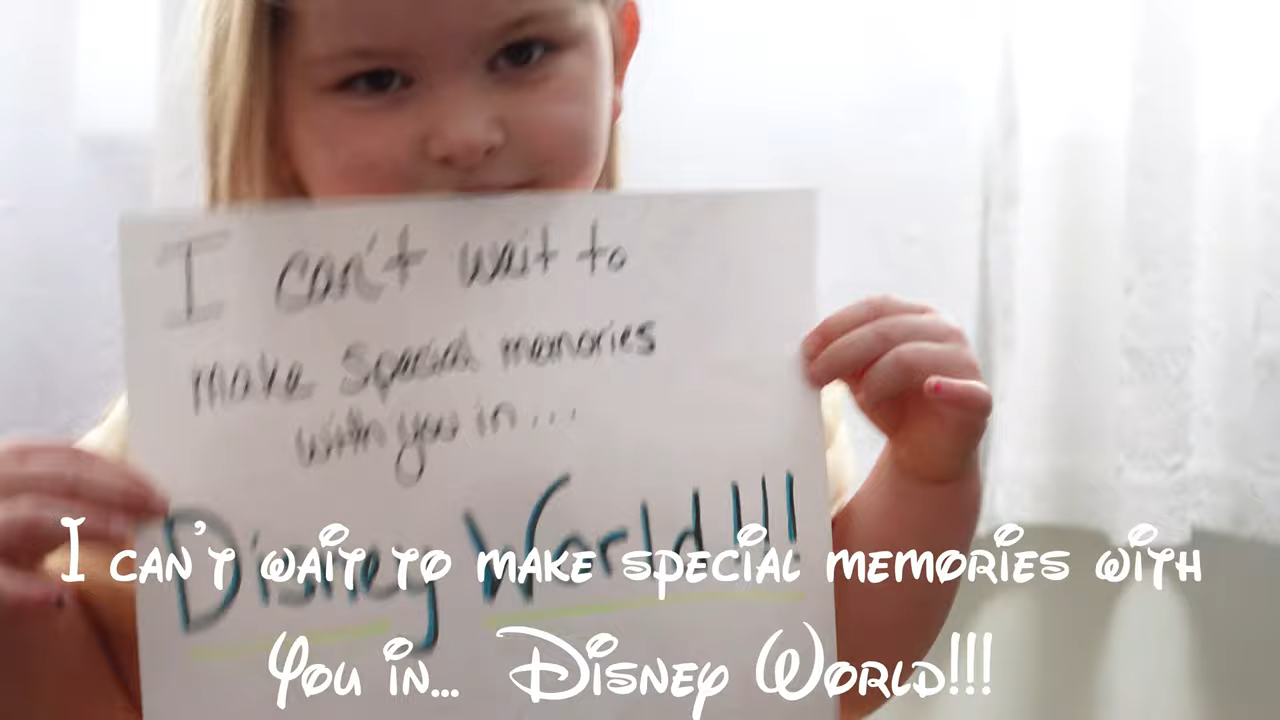 I can't wait to
make special memories
with you in...
Disney World!!!
I can't wait to make special memories with
You in... Disney World!!!